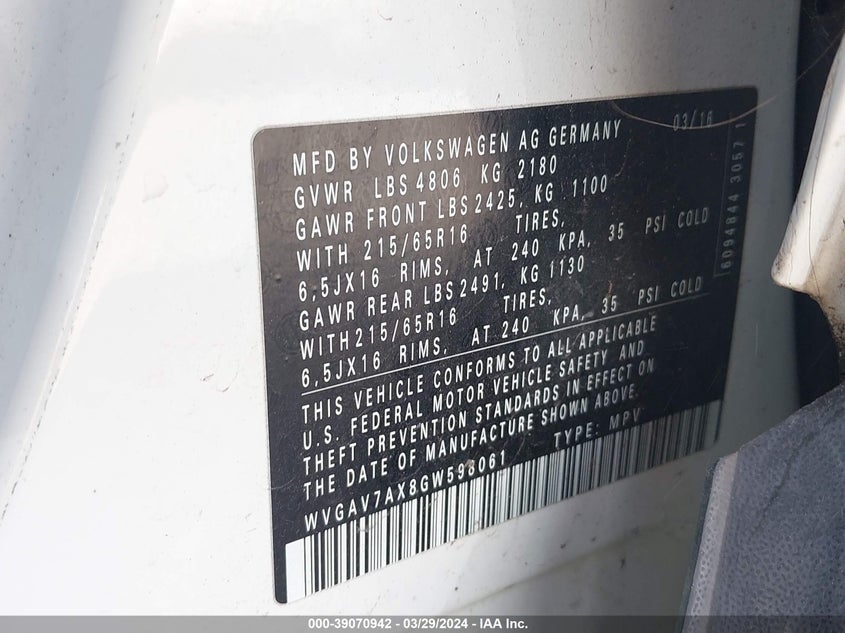 03/16
MFD BY VOLKSWAGEN AG GERMANY
GVWR LBS 4806 KG 2180
GAWR FRONT LBS 2425, KG 1100
WITH 215/65R16 TIRES,
6,5JX16 RIMS, AT 240 KPA, 35 PSI COLD
GAWR REAR LBS 2491, KG 1130
WITH 215/65R16 TIRES,
6,5JX16 RIMS, AT 240 KPA, 35 PSI COLD
THIS VEHICLE CONFORMS TO ALL APPLICABLE
U.S. FEDERAL MOTOR VEHICLE SAFETY AND
THEFT PREVENTION STANDARDS IN EFFECT ON
THE DATE OF MANUFACTURE SHOWN ABOVE.
WVGAV7AX8GW598061 TYPE: MPV
6094844 3057 1
000-39070942 - 03/29/2024 - IAA Inc.